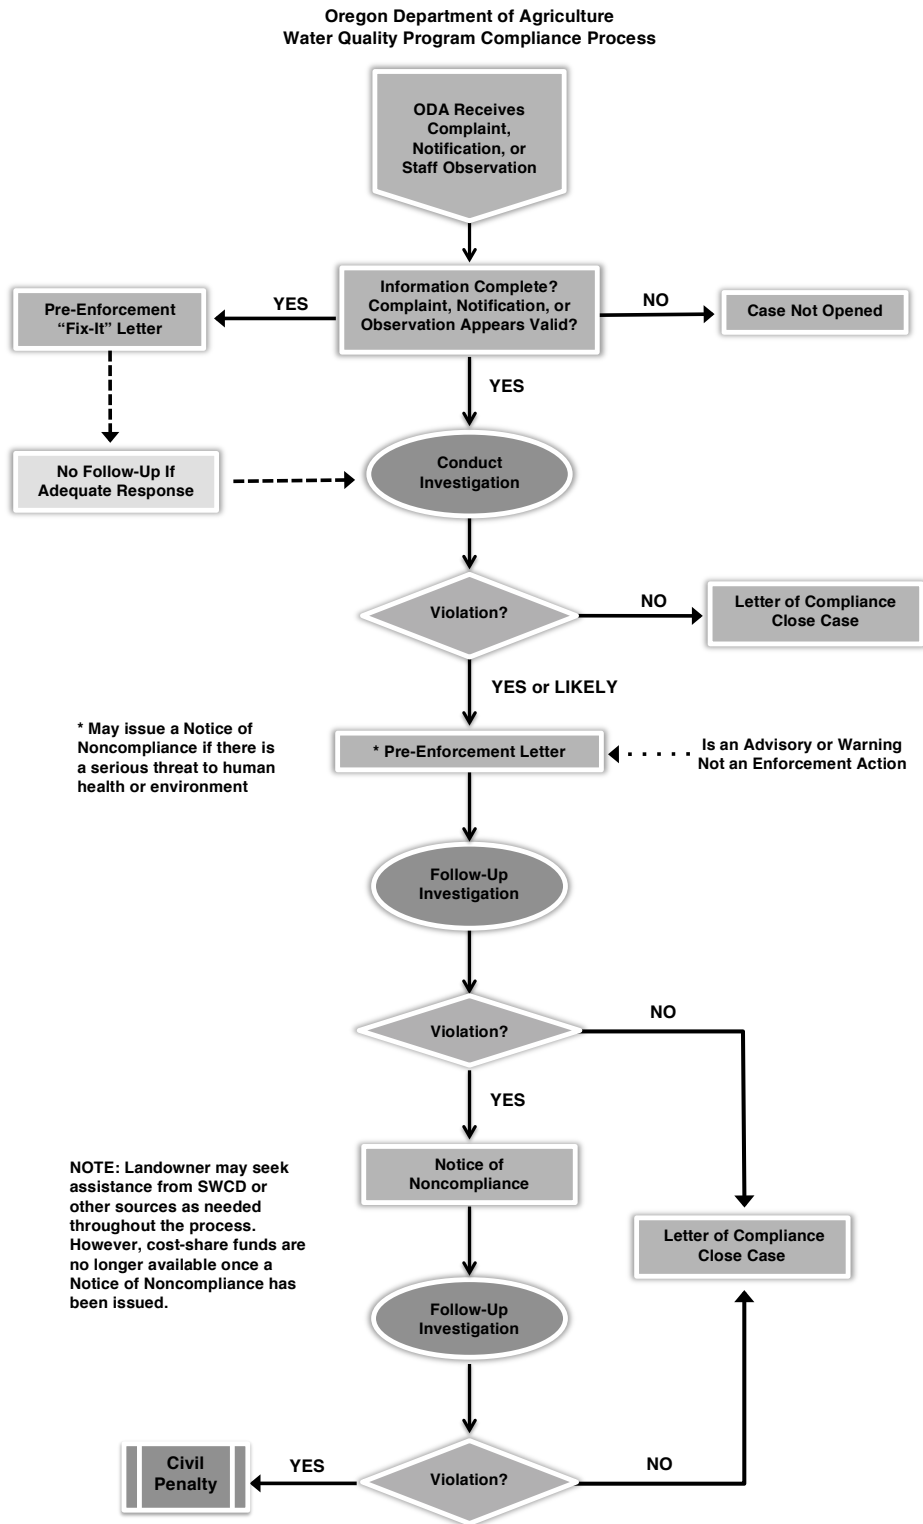 Oregon Department of Agriculture
Water Quality Program Compliance Process
ODA Receives
Complaint,
Notification, or
Staff Observation
Information Complete?
Complaint, Notification, or
Observation Appears Valid?
YES
Pre-Enforcement
“Fix-It” Letter
NO
Case Not Opened
YES
No Follow-Up If
Adequate Response
Conduct
Investigation
Violation?
NO
Letter of Compliance
Close Case
YES or LIKELY
* May issue a Notice of
Noncompliance if there is
a serious threat to human
health or environment
* Pre-Enforcement Letter
Is an Advisory or Warning
Not an Enforcement Action
Follow-Up
Investigation
Violation?
NO
YES
Notice of
Noncompliance
NOTE: Landowner may seek
assistance from SWCD or
other sources as needed
throughout the process.
However, cost-share funds are
no longer available once a
Notice of Noncompliance has
been issued.
Letter of Compliance
Close Case
Follow-Up
Investigation
Violation?
YES
Civil
Penalty
NO